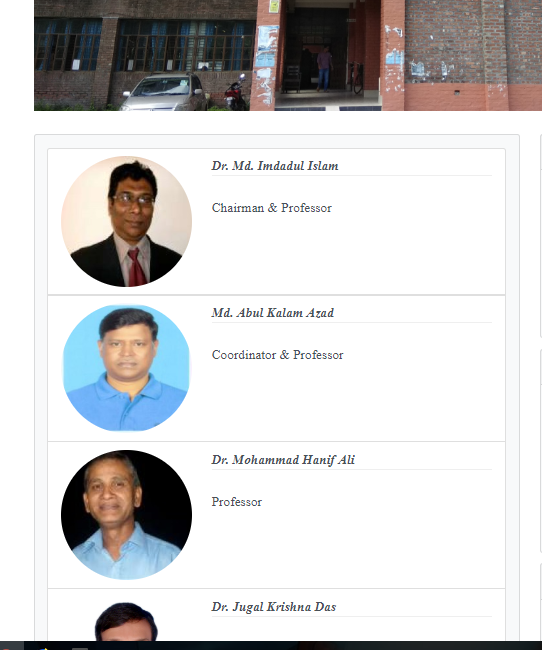 Dr. Md. Imdadul Islam
Chairman & Professor
Md. Abul Kalam Azad
Coordinator & Professor
Dr. Mohammad Hanif Ali
Professor
Dr. Jugal Krishna Das